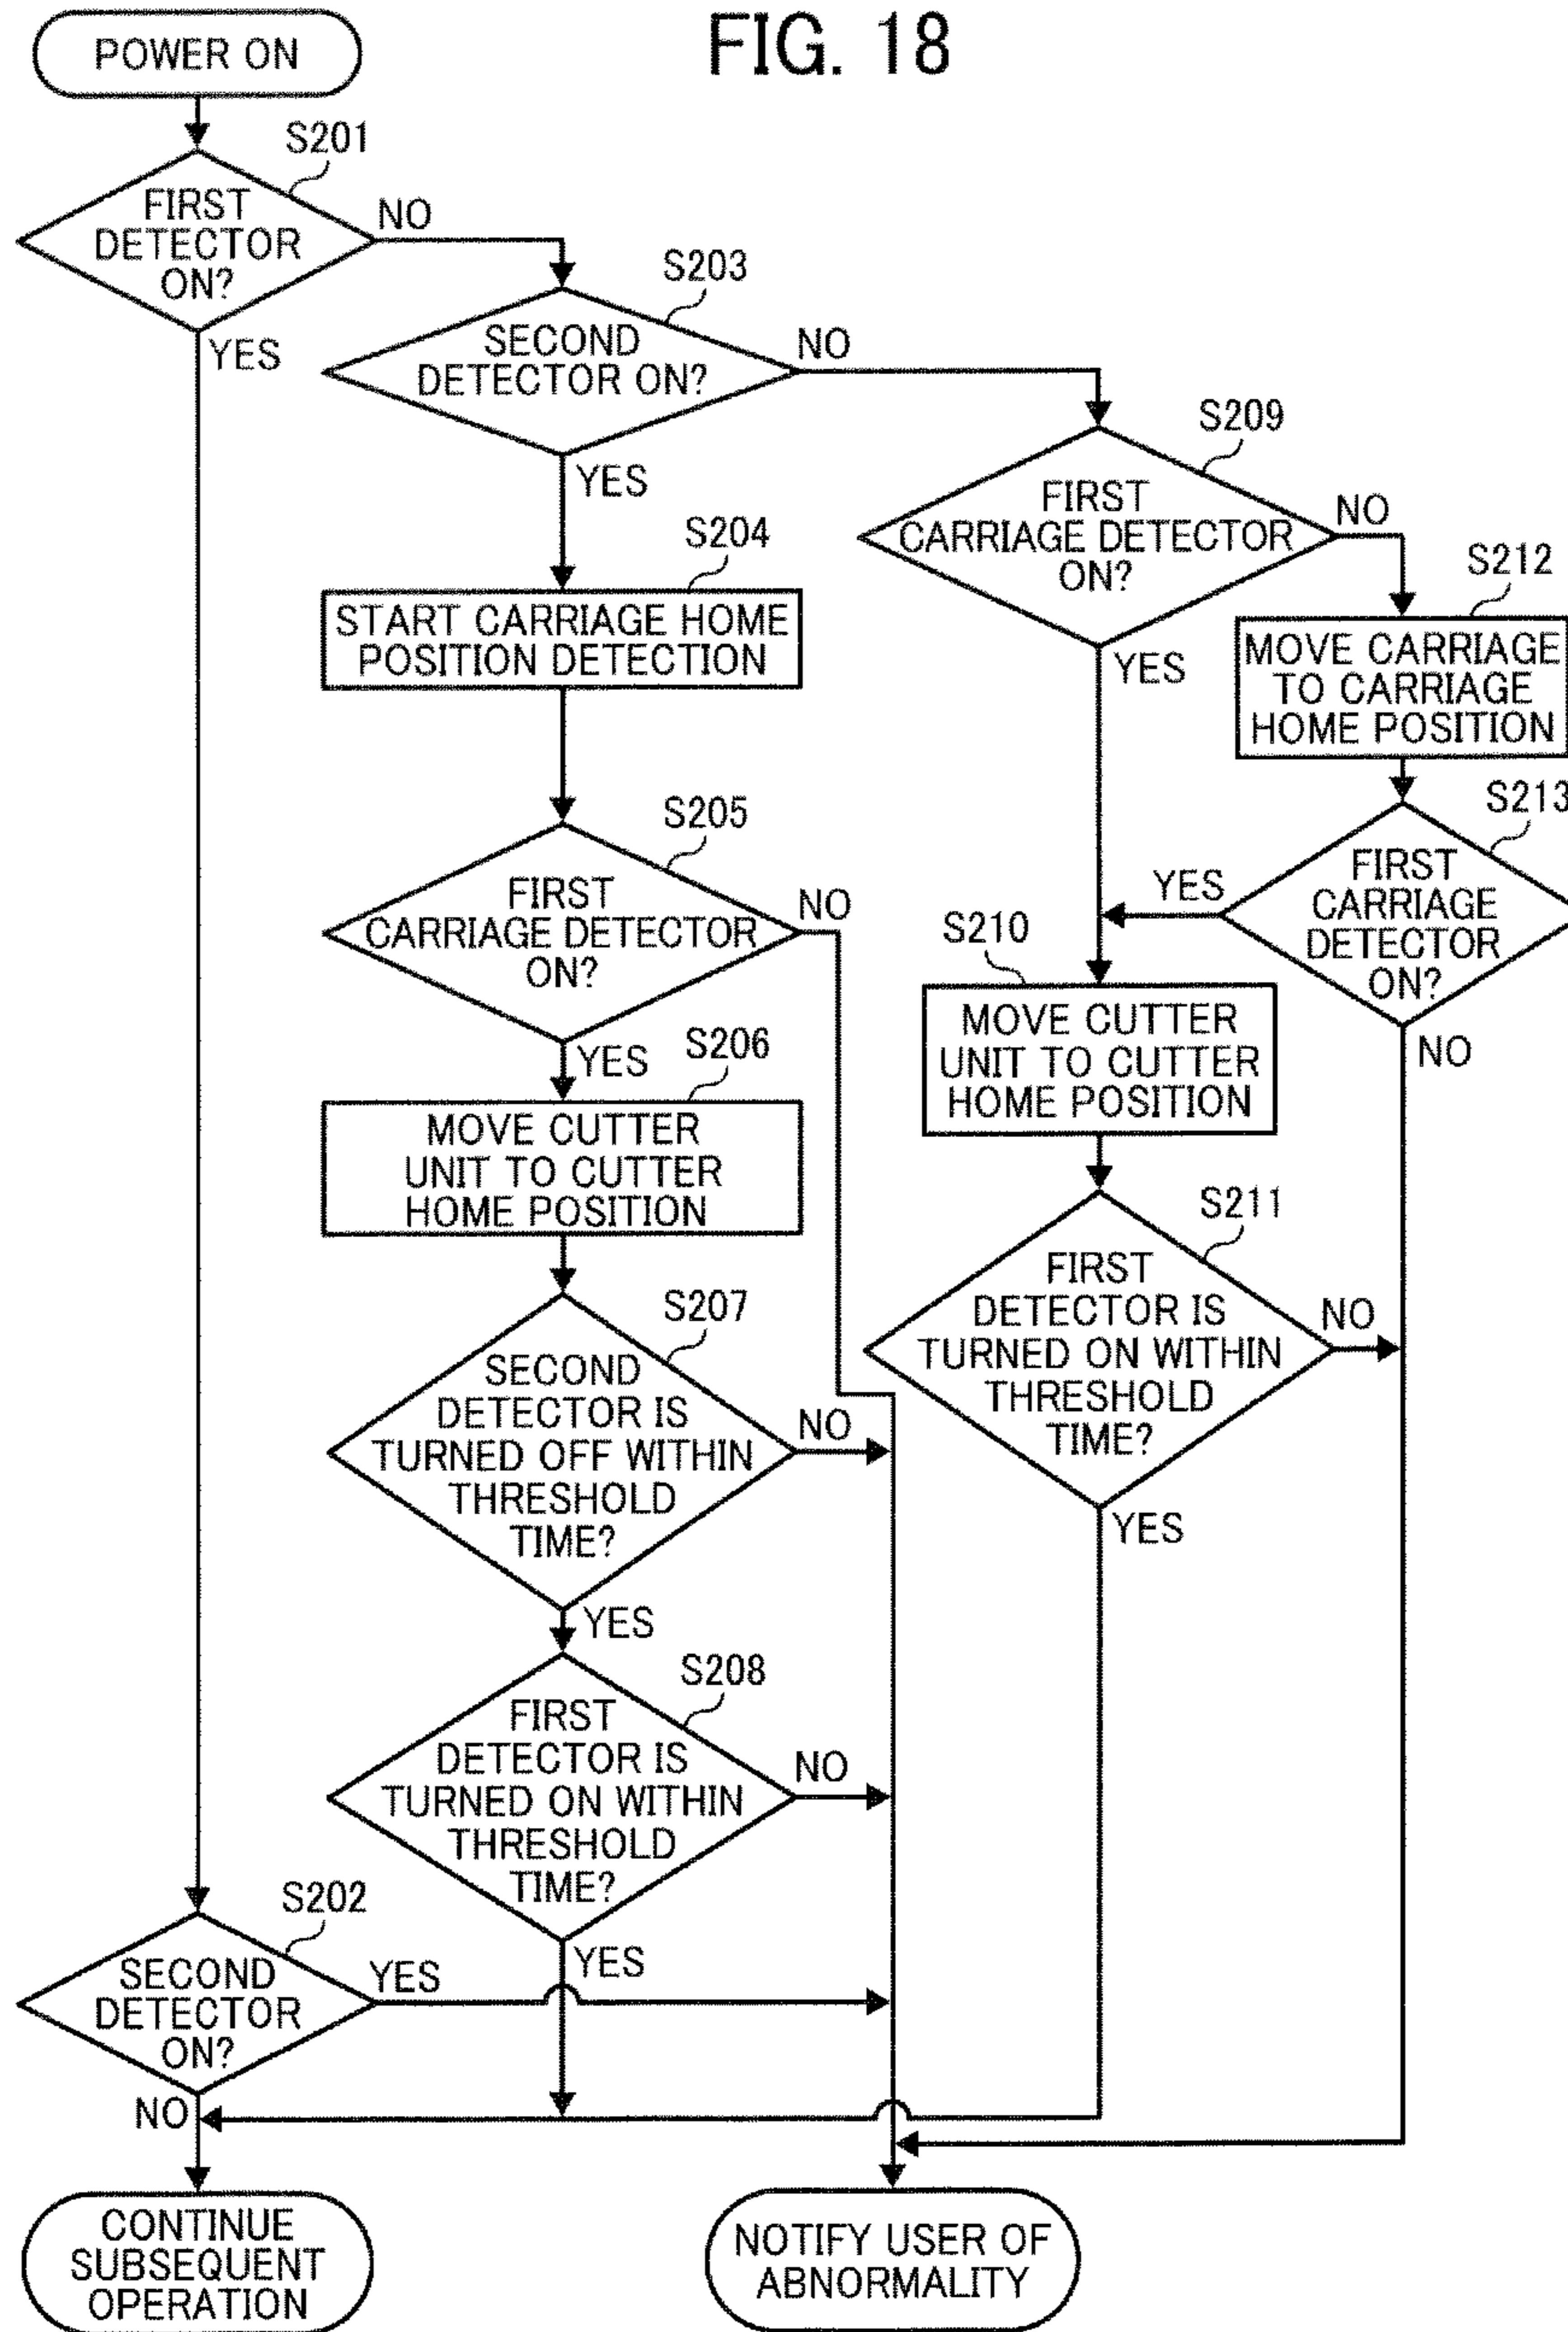 FIG. 18
POWER ON
S201
FIRST
DETECTOR
ON?
NO
YES
S203
SECOND
DETECTOR ON?
NO
YES
S209
FIRST
CARRIAGE DETECTOR
ON?
NO
YES
S204
START CARRIAGE HOME
POSITION DETECTION
S212
MOVE CARRIAGE
TO CARRIAGE
HOME POSITION
S205
FIRST
CARRIAGE DETECTOR
ON?
NO
YES
S213
FIRST
CARRIAGE
DETECTOR
ON?
YES
NO
S206
MOVE CUTTER
UNIT TO CUTTER
HOME POSITION
S210
MOVE CUTTER
UNIT TO CUTTER
HOME POSITION
S207
SECOND
DETECTOR IS
TURNED OFF WITHIN
THRESHOLD
TIME?
NO
YES
S211
FIRST
DETECTOR IS
TURNED ON WITHIN
THRESHOLD
TIME?
NO
YES
S208
FIRST
DETECTOR IS
TURNED ON WITHIN
THRESHOLD
TIME?
NO
YES
S202
SECOND
DETECTOR
ON?
YES
NO
CONTINUE
SUBSEQUENT
OPERATION
NOTIFY USER OF
ABNORMALITY